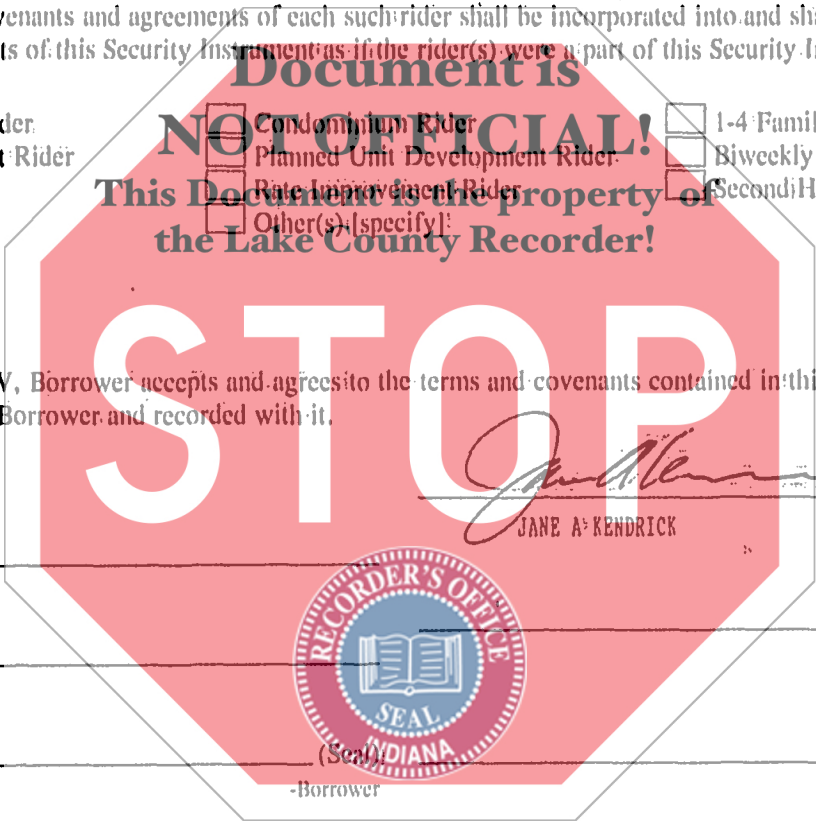 venants and agreements of each such rider shall be incorporated into and sh
ts of this Security Instrument as if the rider(s) were a part of this Security I
Document is
NOT OFFICIAL!
This Document is the property of
the Lake County Recorder!
der
Condominium Rider
1-4 Famil
t Rider
Planned Unit Development Rider
Biweekly
Rate Improvement Rider
Second H
Other(s) [specify]
STOP
, Borrower accepts and agrees to the terms and covenants contained in thi
Borrower and recorded with it.
JANE A KENDRICK
RECORDER'S OFFICE
SEAL
INDIANA
(Seal)
-Borrower